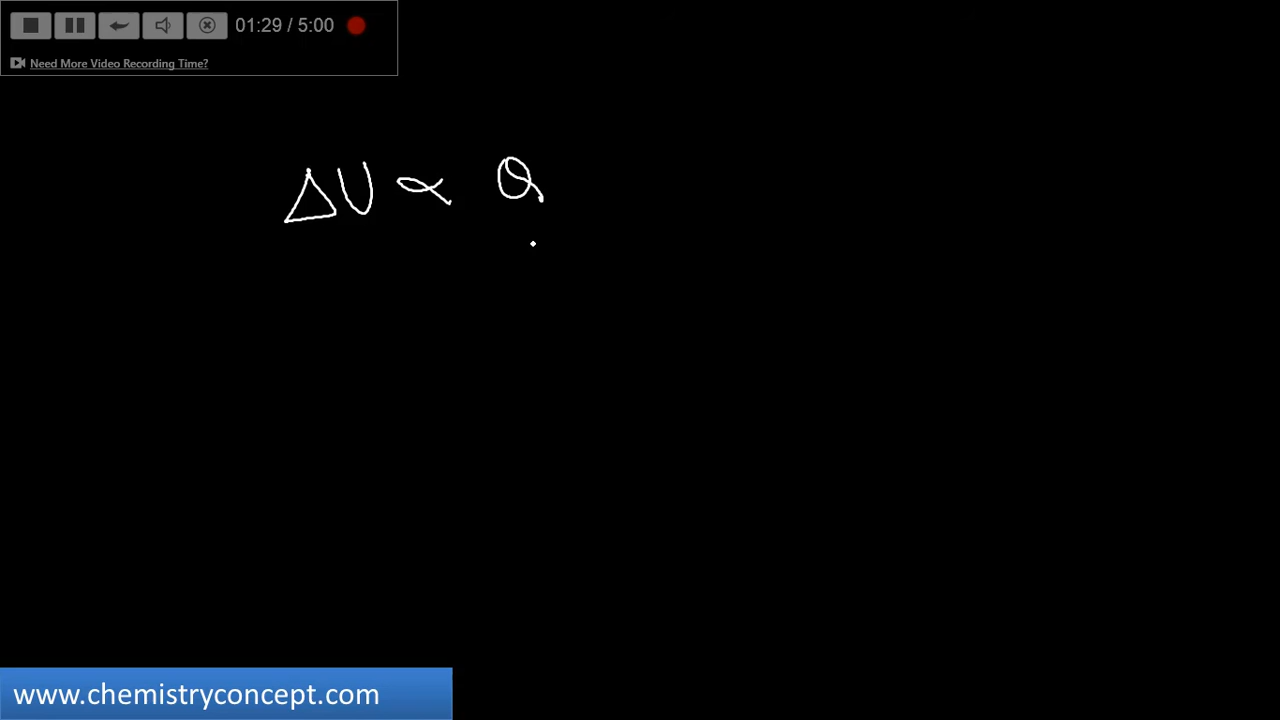 01:29 / 5:00
Need More Video Recording Time?
ΔU ∝ Q
www.chemistryconcept.com